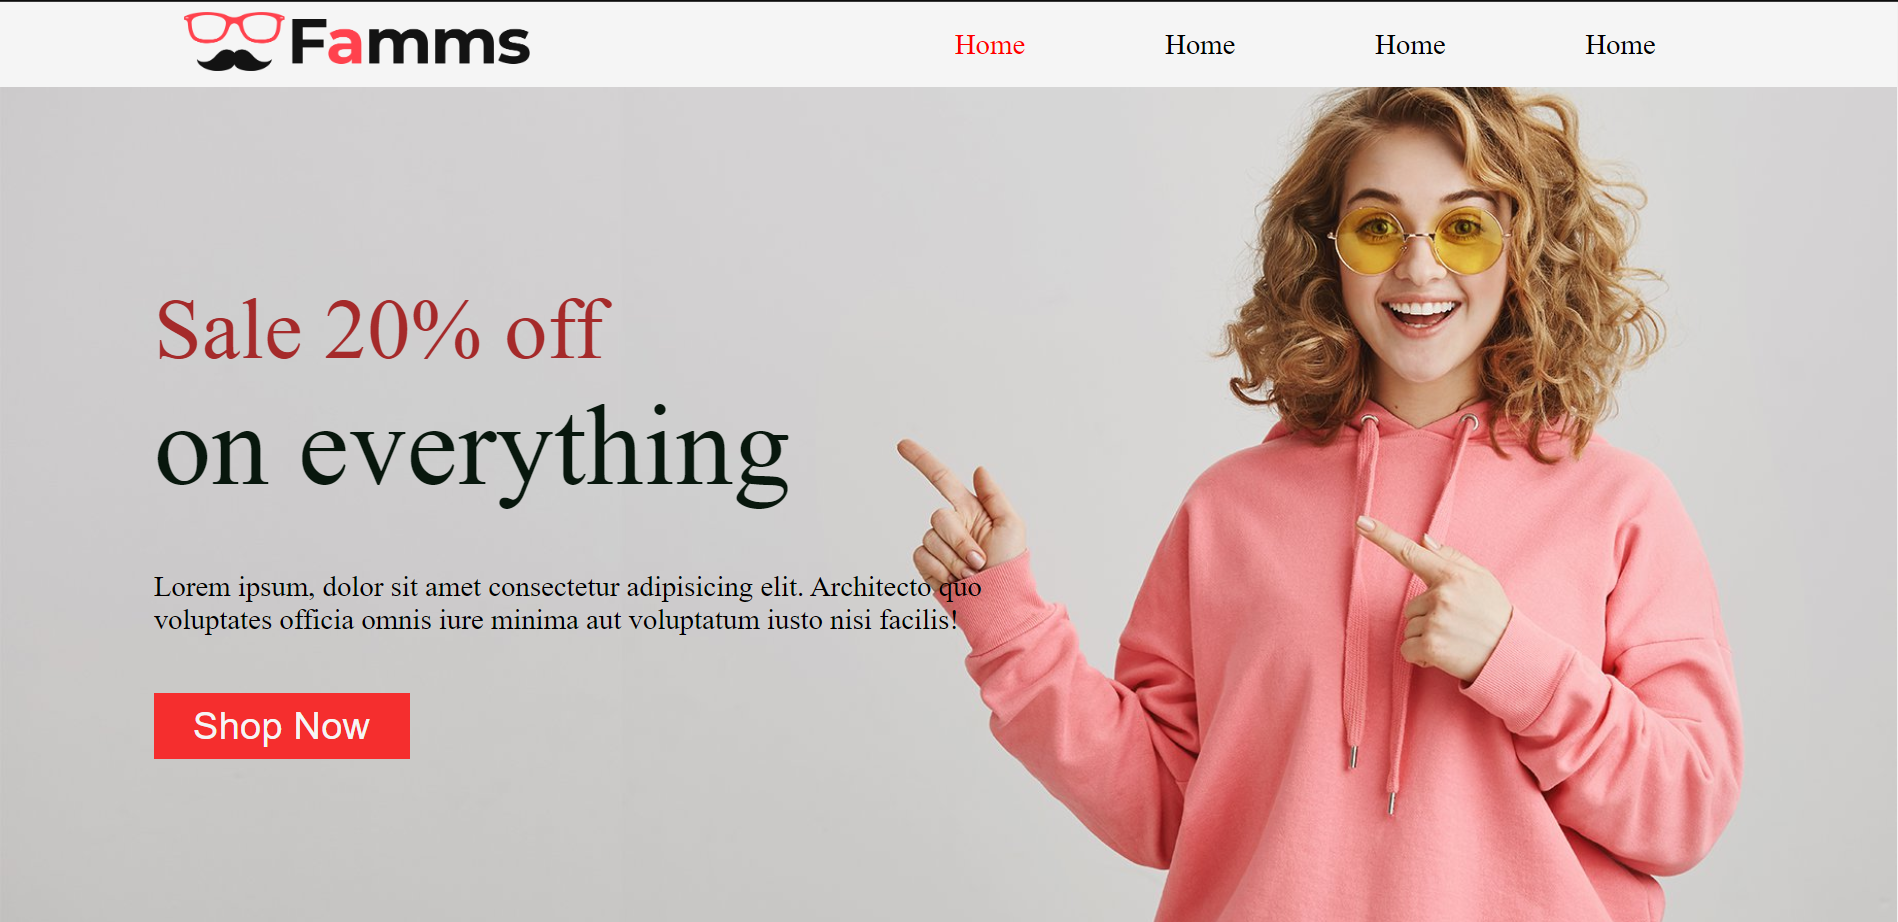 Famms
Home Home Home Home
Sale 20% off
on everything
Lorem ipsum, dolor sit amet consectetur adipisicing elit. Architecto quo
voluptates officia omnis iure minima aut voluptatum iusto nisi facilis!
Shop Now